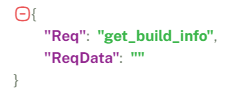 {
"Req": "get_build_info",
"ReqData": ""
}